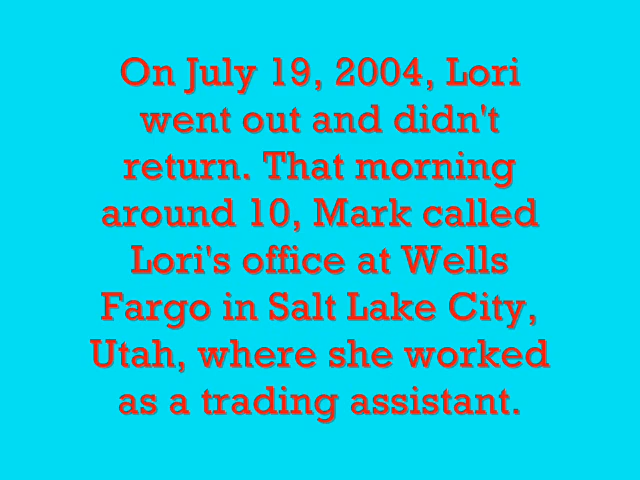 On July 19, 2004, Lori
went out and didn't
return. That morning
around 10, Mark called
Lori's office at Wells
Fargo in Salt Lake City,
Utah, where she worked
as a trading assistant.